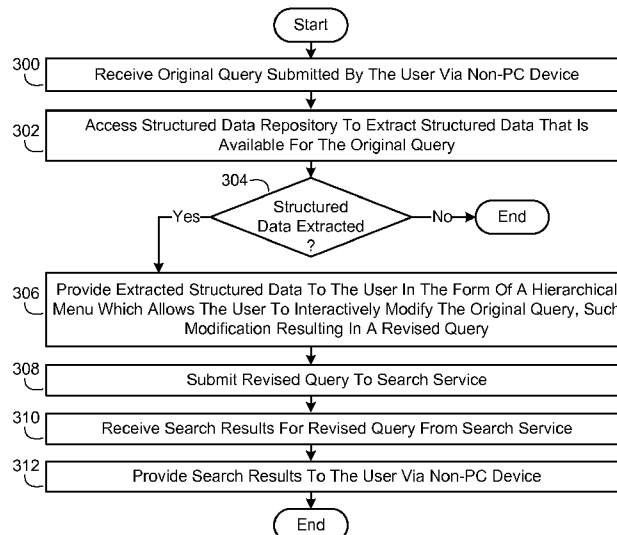 Start
300
Receive Original Query Submitted By The User Via Non-PC Device
302
Access Structured Data Repository To Extract Structured Data That Is
Available For The Original Query
304
Structured
Data Extracted
?
Yes
No
End
306
Provide Extracted Structured Data To The User In The Form Of A Hierarchical
Menu Which Allows The User To Interactively Modify The Original Query, Such
Modification Resulting In A Revised Query
308
Submit Revised Query To Search Service
310
Receive Search Results For Revised Query From Search Service
312
Provide Search Results To The User Via Non-PC Device
End